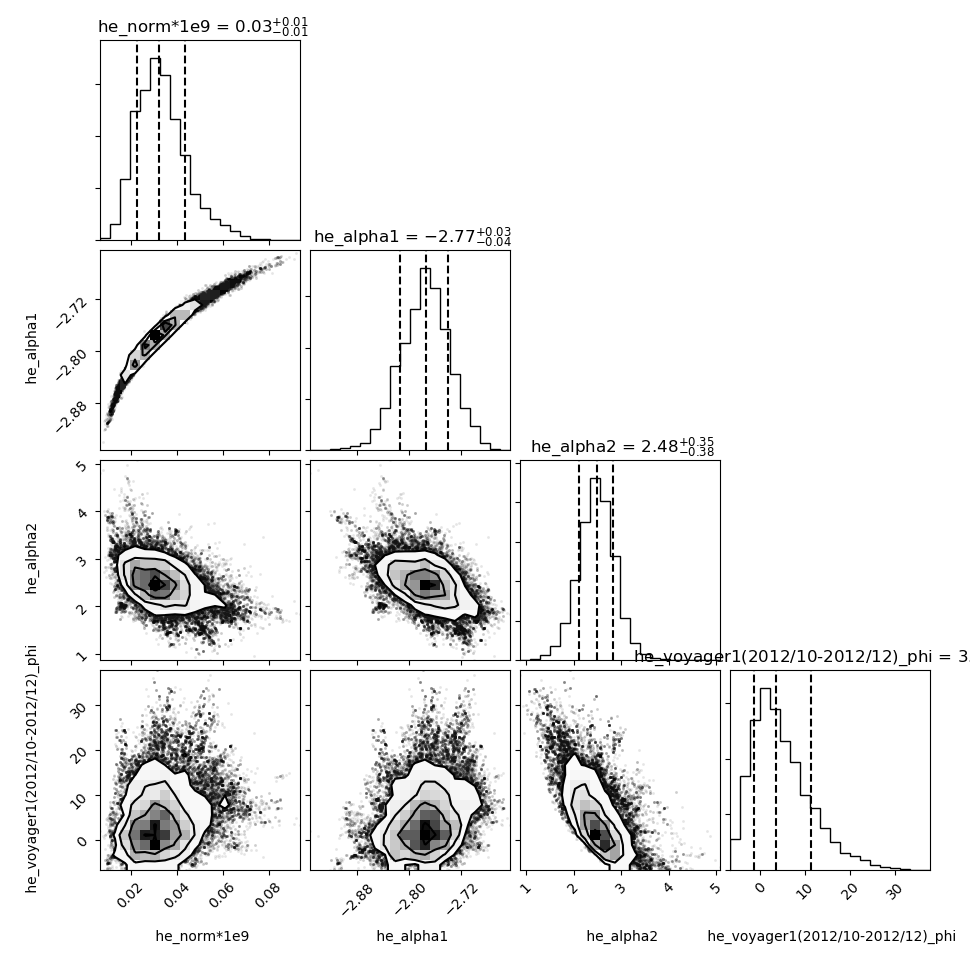 he_norm*1e9 = 0.03+0.01−0.01
he_alpha1
−2.72
−2.80
−2.88
he_alpha1 = −2.77+0.03−0.04
he_alpha2
5
4
3
2
1
he_alpha2 = 2.48+0.35−0.38
he_voyager1(2012/10-2012/12)_phi
30
20
10
0
he_voyager1(2012/10-2012/12)_phi = 3.
0.02
0.04
0.06
0.08
he_norm*1e9
−2.88
−2.80
−2.72
he_alpha1
1
2
3
4
5
he_alpha2
0
10
20
30
he_voyager1(2012/10-2012/12)_phi